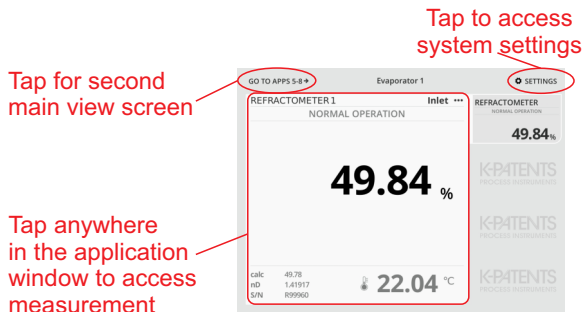 Tap to access
system settings
Tap for second
main view screen
GO TO APPS 5-8 → Evaporator 1 SETTINGS
REFRACTOMETER 1 Inlet •••
NORMAL OPERATION
49.84 %
REFRACTOMETER
NORMAL OPERATION
49.84%
K-PATENTS
PROCESS INSTRUMENTS
K-PATENTS
PROCESS INSTRUMENTS
K-PATENTS
PROCESS INSTRUMENTS
Tap anywhere
in the application
window to access
measurement
calc 49.78
nD 1.41917
S/N R99960
22.04 °C